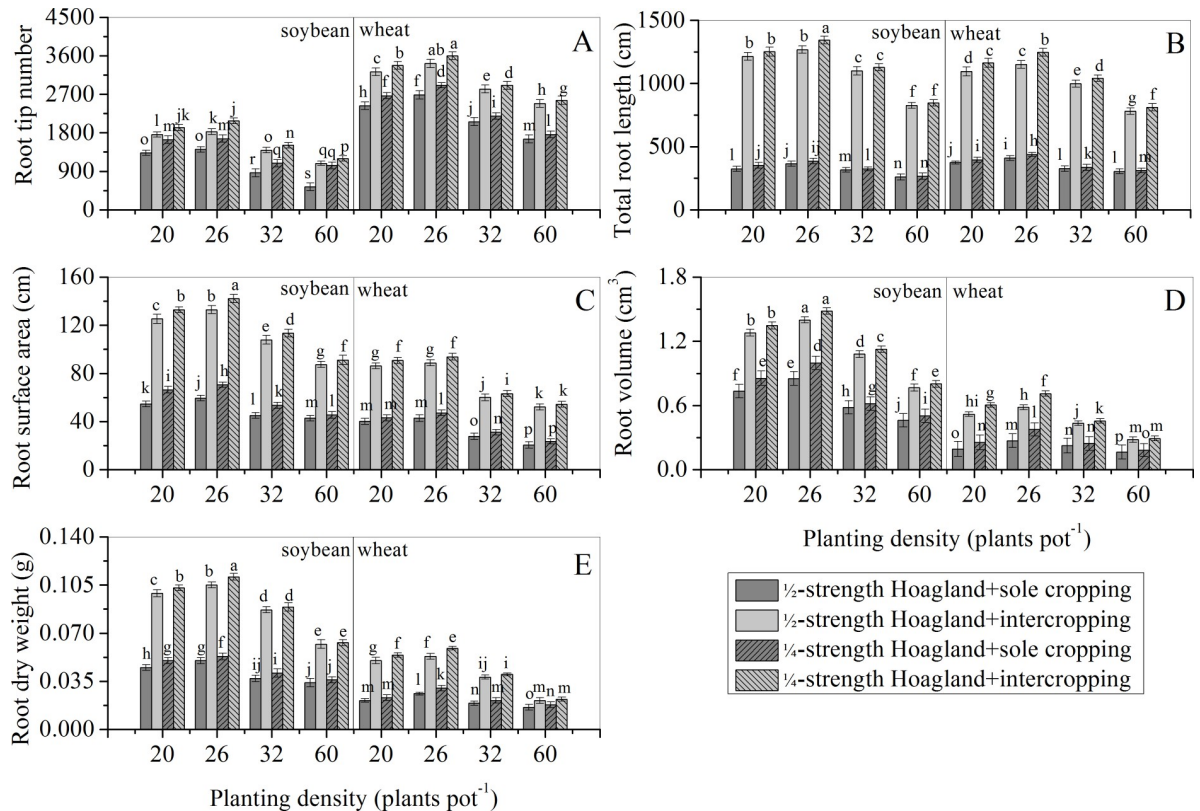 4500
3600
2700
1800
900
0
Root tip number
soybean
wheat
A
o l m jk
o k m j
r o q n
s q q p
h c f b
f ab d a
j e i d
m h l g
20 26 32 60 20 26 32 60
1500
1000
500
0
Total root length (cm)
soybean
wheat
B
l b j b
j b ij a
m c l c
n f n f
j d i c
i b h b
l e k d
l g m f
20 26 32 60 20 26 32 60
160
120
80
40
0
Root surface area (cm)
soybean
wheat
C
k c i b
j b h a
l e k d
m g l f
m g m f
m g l f
o j m i
p k p k
20 26 32 60 20 26 32 60
1.8
1.2
0.6
0.0
Root volume (cm³)
soybean
wheat
D
f b e b
e a d a
h d g c
j f i f
o hi n g
m h l f
n j n k
p m o m
20 26 32 60 20 26 32 60
Planting density (plants pot⁻¹)
0.140
0.105
0.070
0.035
0.000
Root dry weight (g)
soybean
wheat
E
h c g b
g b f a
ij d i d
j e j e
m g m f
l f k e
n ij m i
o m n m
20 26 32 60 20 26 32 60
Planting density (plants pot⁻¹)
½-strength Hoagland+sole cropping
½-strength Hoagland+intercropping
¼-strength Hoagland+sole cropping
¼-strength Hoagland+intercropping